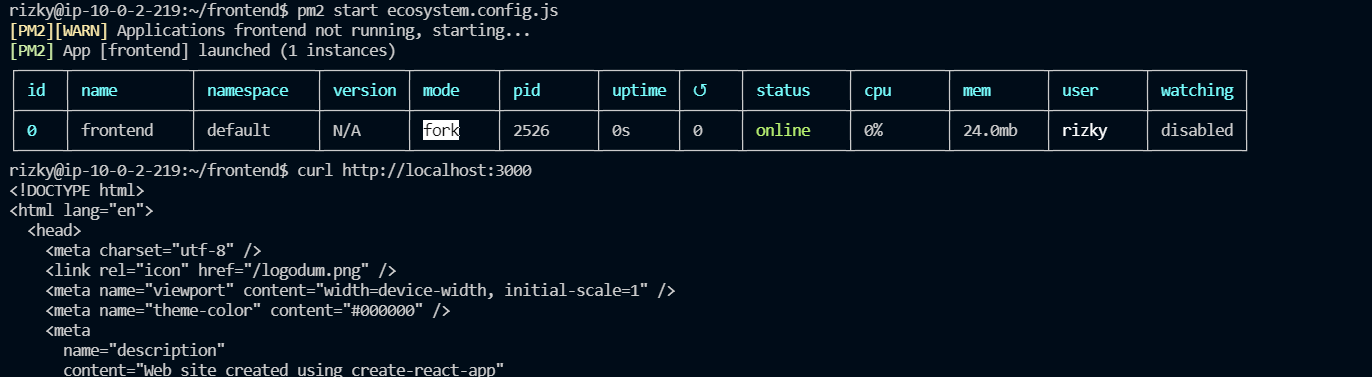 rizky@ip-10-0-2-219:~/frontend$ pm2 start ecosystem.config.js
[PM2][WARN] Applications frontend not running, starting...
[PM2] App [frontend] launched (1 instances)
id name namespace version mode pid uptime ↺ status cpu mem user watching
0 frontend default N/A fork 2526 0s 0 online 0% 24.0mb rizky disabled
rizky@ip-10-0-2-219:~/frontend$ curl http://localhost:3000
<!DOCTYPE html>
<html lang="en">
  <head>
    <meta charset="utf-8" />
    <link rel="icon" href="/logodum.png" />
    <meta name="viewport" content="width=device-width, initial-scale=1" />
    <meta name="theme-color" content="#000000" />
    <meta
      name="description"
      content="Web site created using create-react-app"